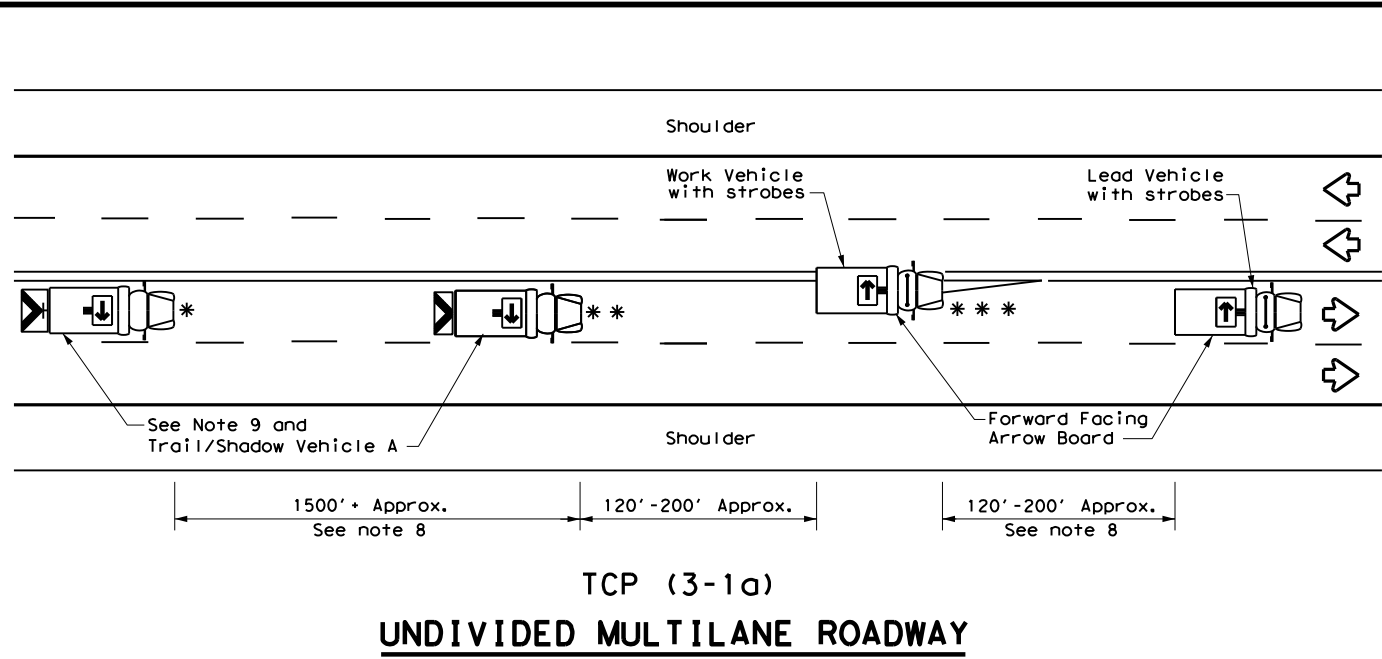 Shoulder
Work Vehicle
with strobes
Lead Vehicle
with strobes
*
* *
* * *
See Note 9 and
Trail/Shadow Vehicle A
Shoulder
Forward Facing
Arrow Board
1500'+ Approx.
See note 8
120'-200' Approx.
120'-200' Approx.
See note 8
TCP (3-1a)
UNDIVIDED MULTILANE ROADWAY